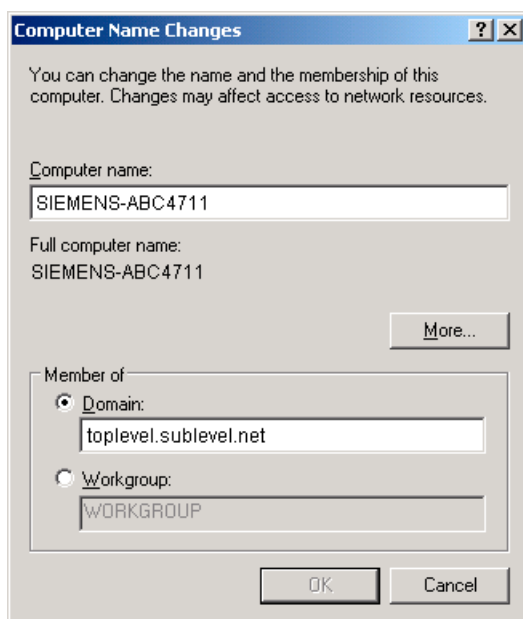 Computer Name Changes
You can change the name and the membership of this
computer. Changes may affect access to network resources.
Computer name:
SIEMENS-ABC4711
Full computer name:
SIEMENS-ABC4711
More...
Member of
Domain:
toplevel.sublevel.net
Workgroup:
WORKGROUP
OK Cancel